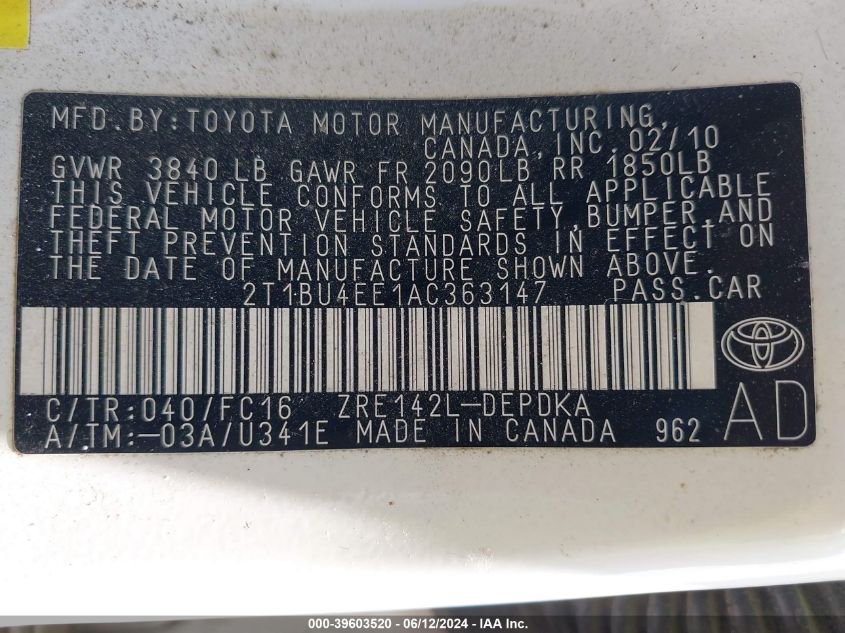 MFD.BY:TOYOTA MOTOR MANUFACTURING,
CANADA,INC. 02/10
GVWR 3840 LB GAWR FR 2090LB RR 1850LB
THIS VEHICLE CONFORMS TO ALL APPLICABLE
FEDERAL MOTOR VEHICLE SAFETY,BUMPER,AND
THEFT PREVENTION STANDARDS IN EFFECT ON
THE DATE OF MANUFACTURE SHOWN ABOVE.
2T1BU4EE1AC363147 PASS.CAR
C/TR:040/FC16 ZRE142L-DEPDKA
A/TM:-03A/U341E MADE IN CANADA 962 AD
000-39603520 - 06/12/2024 - IAA Inc.